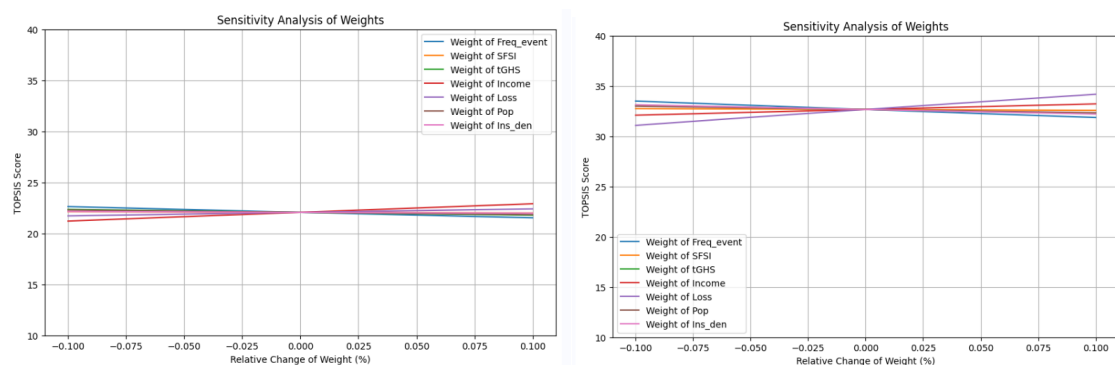 Sensitivity Analysis of Weights
40
35
30
25
20
15
10
TOPSIS Score
Weight of Freq_event
Weight of SFSI
Weight of tGHS
Weight of Income
Weight of Loss
Weight of Pop
Weight of Ins_den
−0.100 −0.075 −0.050 −0.025 0.000 0.025 0.050 0.075 0.100
Relative Change of Weight (%)
Sensitivity Analysis of Weights
40
35
30
25
20
15
10
TOPSIS Score
Weight of Freq_event
Weight of SFSI
Weight of tGHS
Weight of Income
Weight of Loss
Weight of Pop
Weight of Ins_den
−0.100 −0.075 −0.050 −0.025 0.000 0.025 0.050 0.075 0.100
Relative Change of Weight (%)